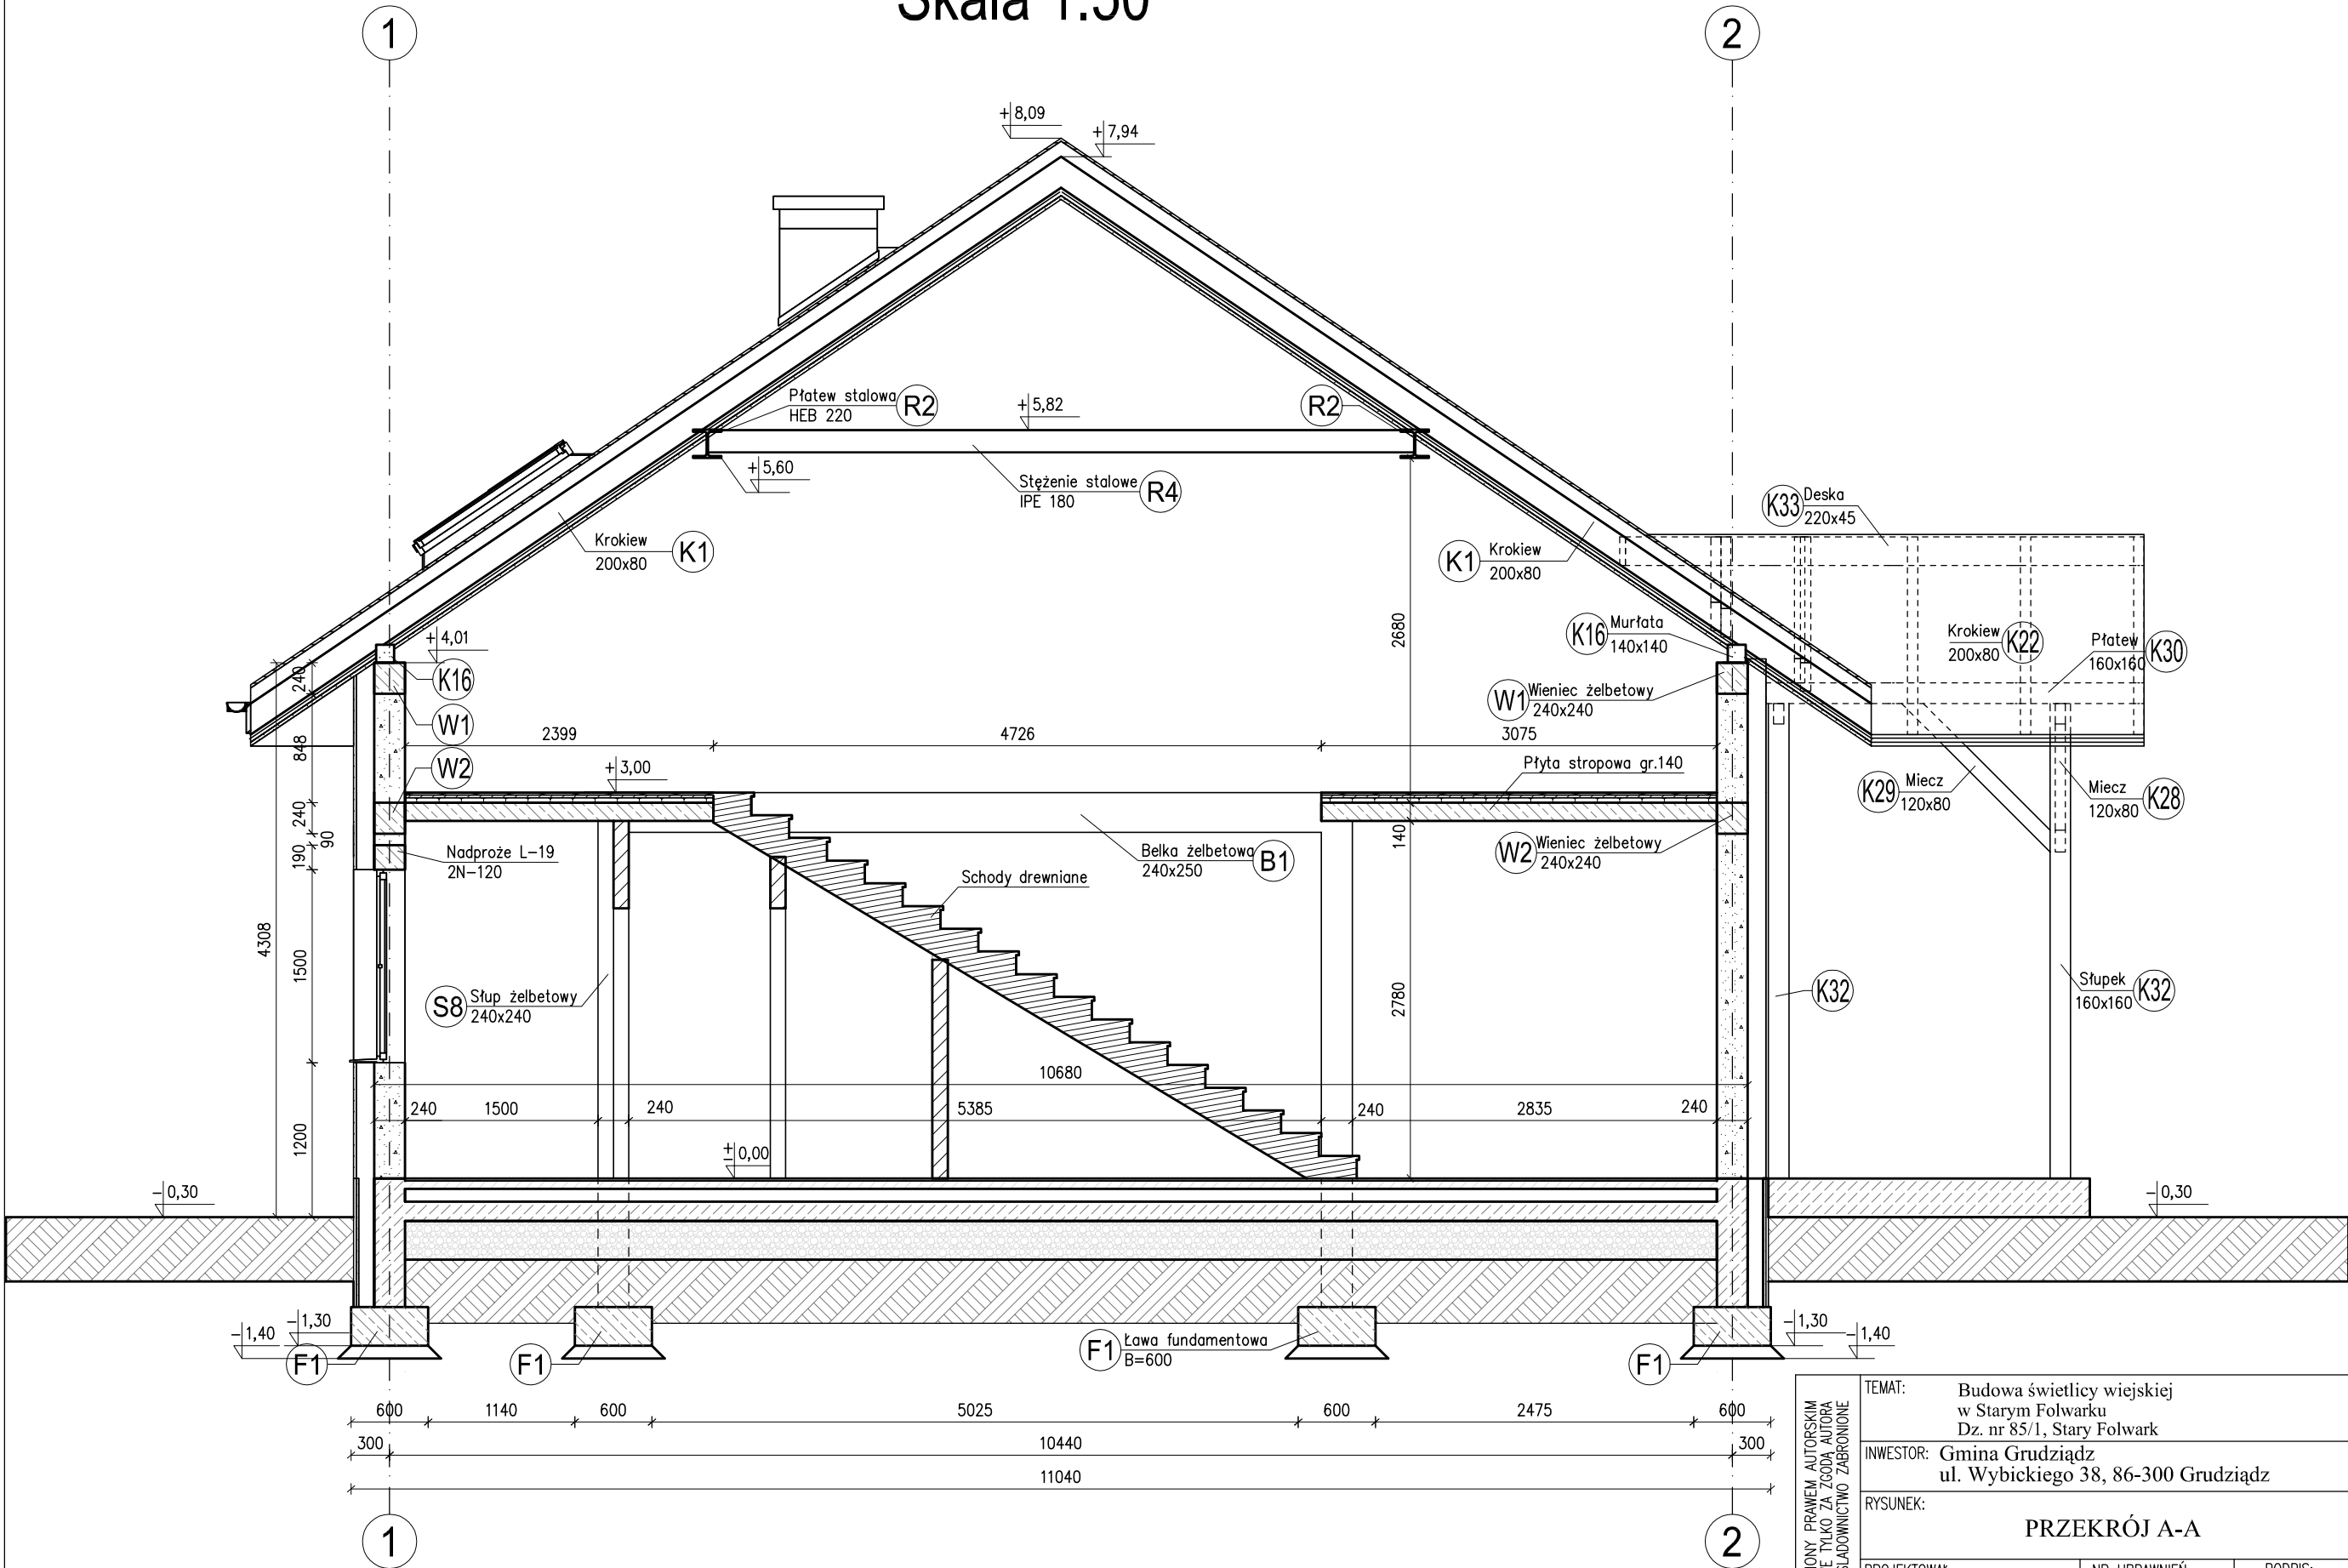 Skala 1:50
1
2
+8,09
+7,94
Płatew stalowa
HEB 220
R2
+5,82
R2
+5,60
Stężenie stalowe
IPE 180
R4
K33
Deska
220x45
Krokiew
200x80
K1
K1
Krokiew
200x80
K16
Murłata
140x140
Krokiew
200x80
K22
Płatew
160x160
K30
+4,01
K16
W1
W2
W1
Wieniec żelbetowy
240x240
2680
2399
4726
3075
+3,00
Płyta stropowa gr.140
K29
Miecz
120x80
Miecz
120x80
K28
240
848
240
90
190
1500
1200
4308
Nadproże L-19
2N-120
Belka żelbetowa
240x250
B1
140
W2
Wieniec żelbetowy
240x240
Schody drewniane
S8
Słup żelbetowy
240x240
2780
K32
Słupek
160x160
K32
10680
240
1500
240
5385
240
2835
240
±0,00
-0,30
-0,30
-1,40
-1,30
F1
F1
F1
Ława fundamentowa
B=600
F1
-1,30
-1,40
600
1140
600
5025
600
2475
600
300
10440
300
11040
1
2
TEMAT:
Budowa świetlicy wiejskiej
w Starym Folwarku
Dz. nr 85/1, Stary Folwark
INWESTOR:
Gmina Grudziądz
ul. Wybickiego 38, 86-300 Grudziądz
RYSUNEK:
PRZEKRÓJ A-A
PRAWEM AUTORSKIM
TYLKO ZA ZGODĄ AUTORA
ZABRONIONE